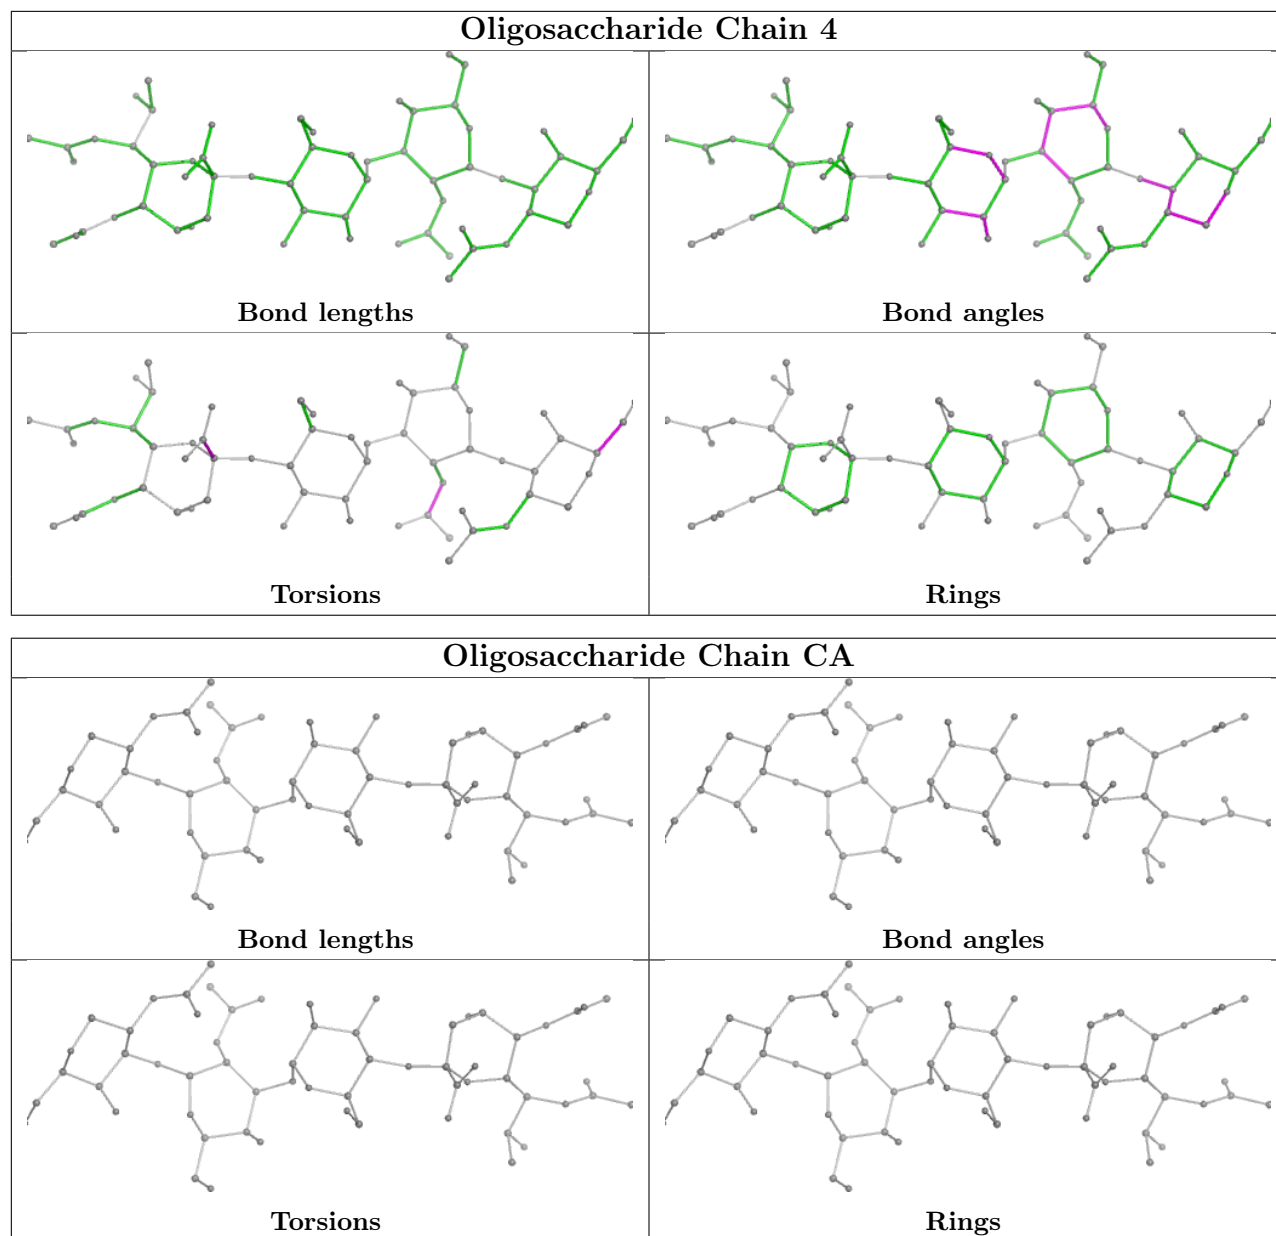 Oligosaccharide Chain 4
Bond lengths
Bond angles
Torsions
Rings
Oligosaccharide Chain CA
Bond lengths
Bond angles
Torsions
Rings